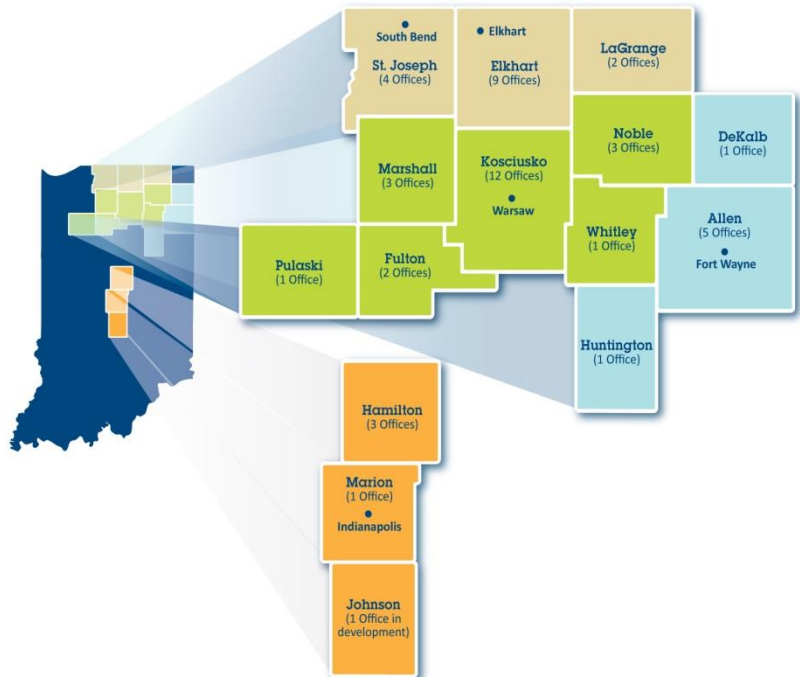 South Bend
St. Joseph
(4 Offices)
Elkhart
Elkhart
(9 Offices)
LaGrange
(2 Offices)
Marshall
(3 Offices)
Kosciusko
(12 Offices)
Warsaw
Noble
(3 Offices)
DeKalb
(1 Office)
Pulaski
(1 Office)
Fulton
(2 Offices)
Whitley
(1 Office)
Allen
(5 Offices)
Fort Wayne
Huntington
(1 Office)
Hamilton
(3 Offices)
Marion
(1 Office)
Indianapolis
Johnson
(1 Office in
development)